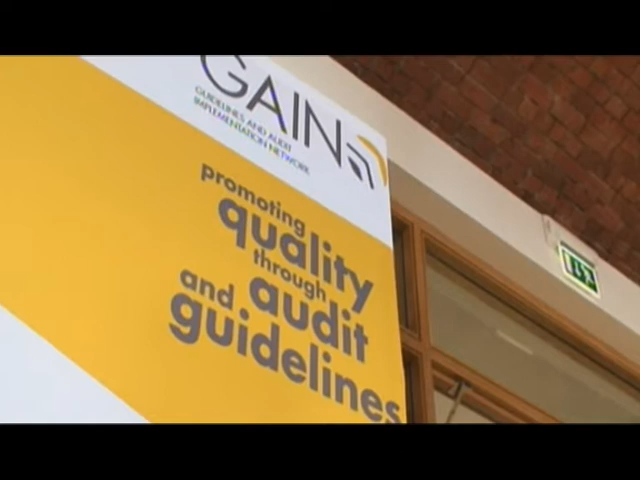 GAIN
GUIDELINES AND AUDIT
IMPLEMENTATION NETWORK
promoting
quality
through
and audit
guidelines